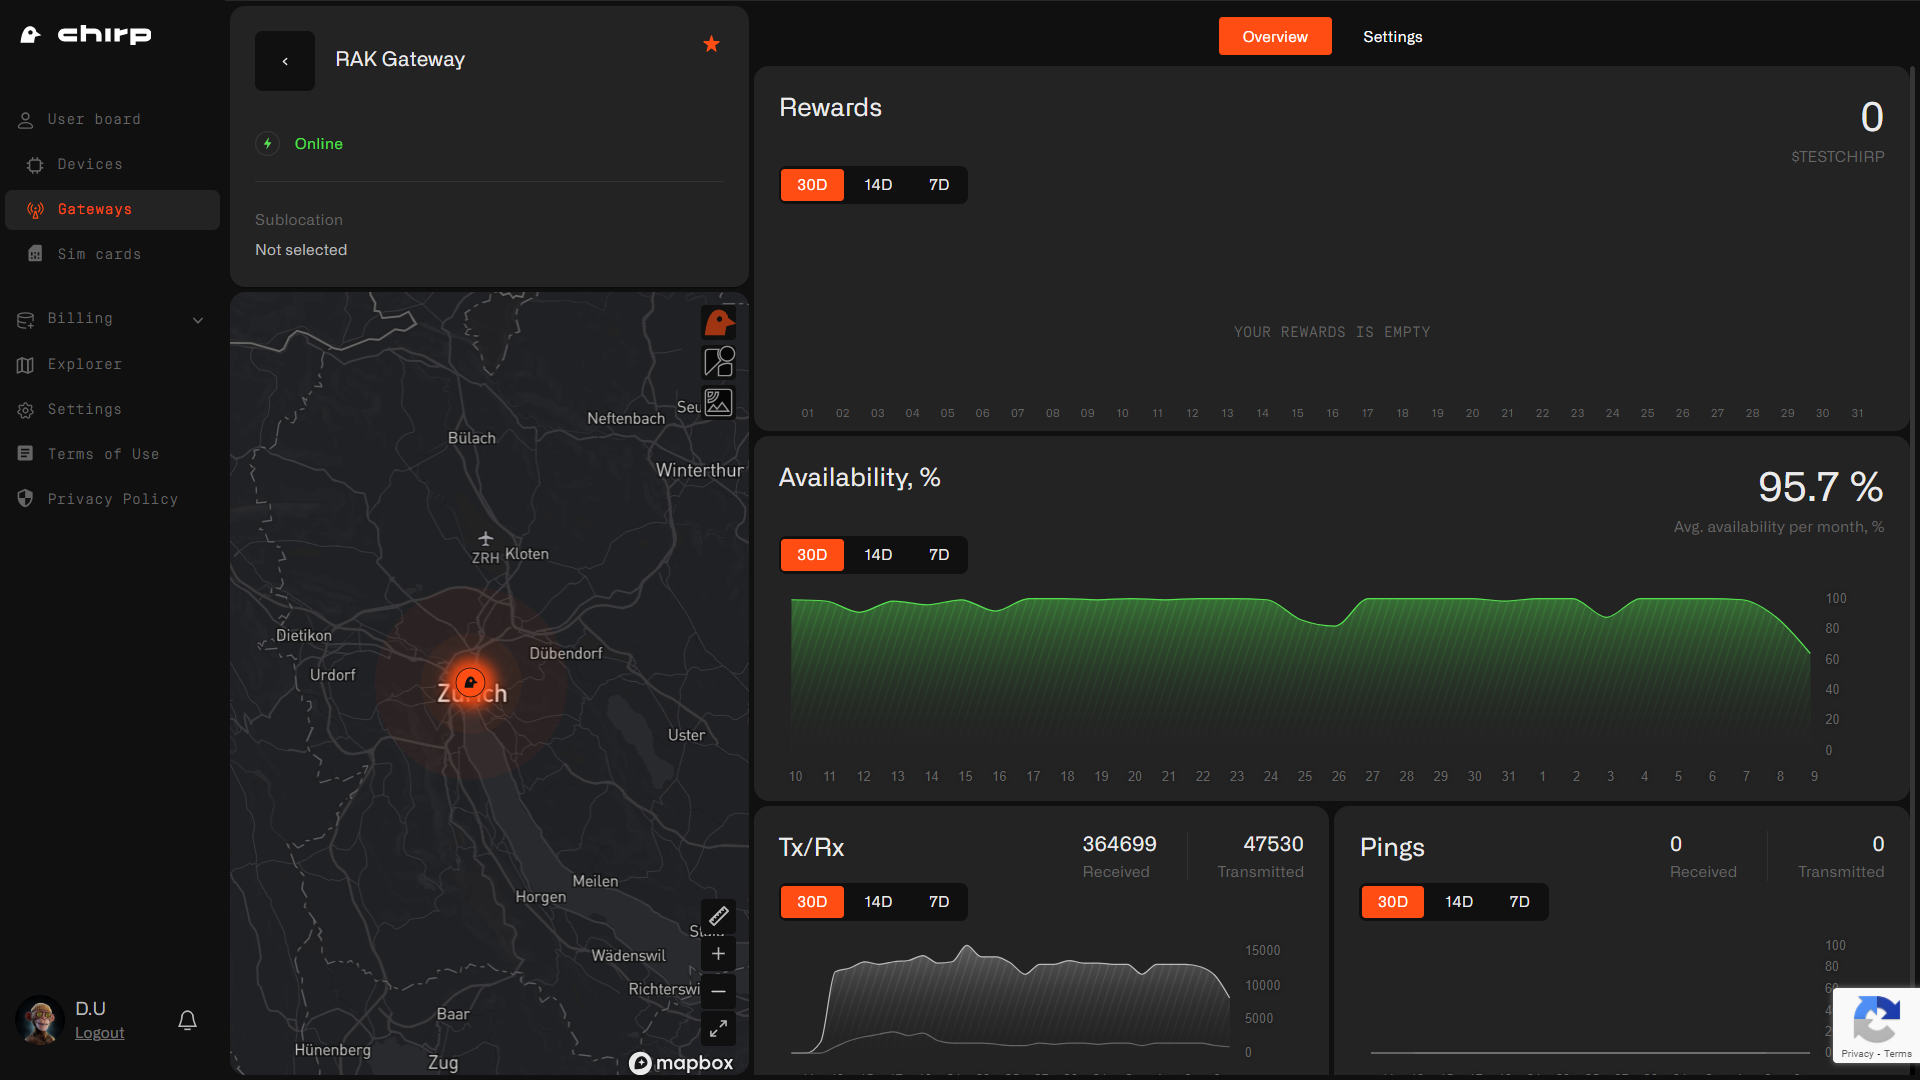 chirp
User board
Devices
Gateways
Sim cards
Billing
Explorer
Settings
Terms of Use
Privacy Policy
D.U
Logout
RAK Gateway
Online
Sublocation
Not selected
Neftenbach
Bülach
Winterthur
ZRH
Kloten
Dietikon
Dübendorf
Urdorf
Zürich
Uster
Meilen
Horgen
Wädenswil
Baar
Hünenberg
Zug
mapbox
Overview
Settings
Rewards
0
$TESTCHIRP
30D 14D 7D
YOUR REWARDS IS EMPTY
01 02 03 04 05 06 07 08 09 10 11 12 13 14 15 16 17 18 19 20 21 22 23 24 25 26 27 28 29 30 31
Availability, %
95.7 %
Avg. availability per month, %
30D 14D 7D
100
80
60
40
20
0
10 11 12 13 14 15 16 17 18 19 20 21 22 23 24 25 26 27 28 29 30 31 1 2 3 4 5 6 7 8 9
Tx/Rx
364699
Received
47530
Transmitted
30D 14D 7D
15000
10000
5000
0
Pings
0
Received
0
Transmitted
30D 14D 7D
100
80
0
Privacy - Terms